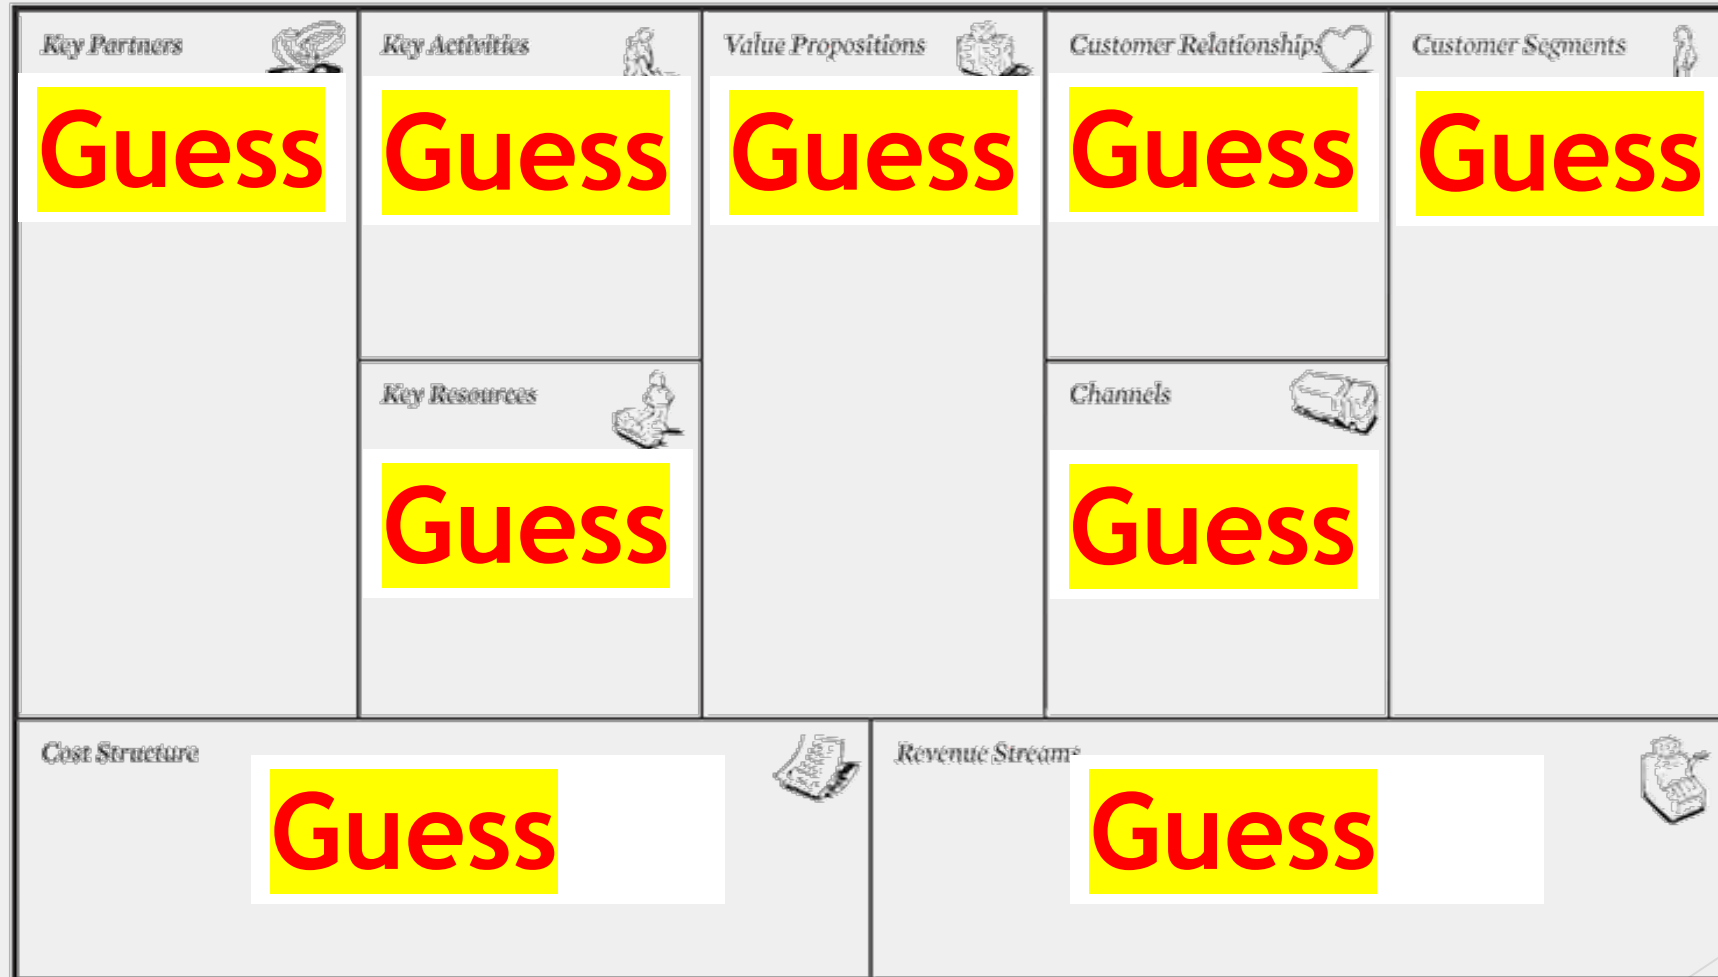 Key Partners
Guess
Key Activities
Guess
Key Resources
Guess
Value Propositions
Guess
Customer Relationships
Guess
Channels
Guess
Customer Segments
Guess
Cost Structure
Guess
Revenue Streams
Guess